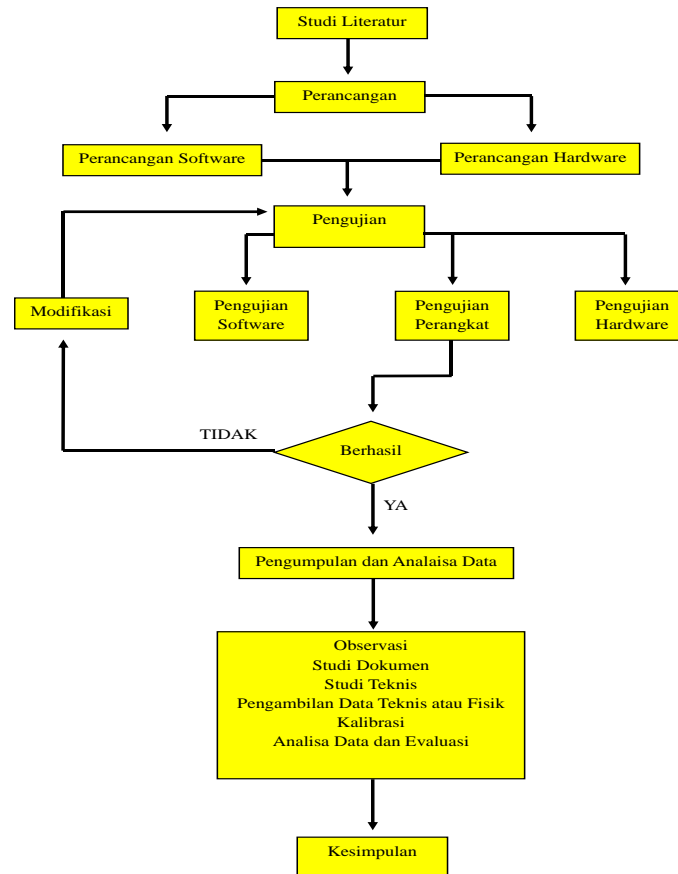 Studi Literatur
Perancangan
Perancangan Software
Perancangan Hardware
Pengujian
Modifikasi
Pengujian
Software
Pengujian
Perangkat
Pengujian
Hardware
TIDAK
Berhasil
YA
Pengumpulan dan Analaisa Data
Observasi
Studi Dokumen
Studi Teknis
Pengambilan Data Teknis atau Fisik
Kalibrasi
Analisa Data dan Evaluasi
Kesimpulan